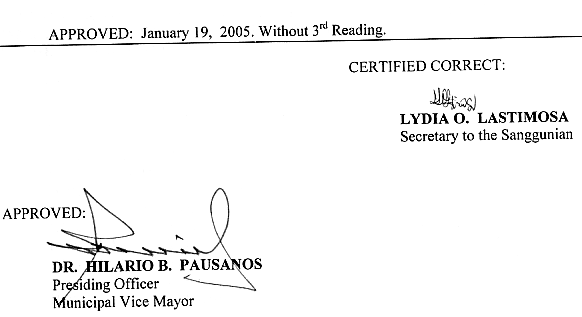 APPROVED: January 19, 2005. Without 3rd Reading.
CERTIFIED CORRECT:
LYDIA O. LASTIMOSA
Secretary to the Sanggunian
APPROVED:
DR. HILARIO B. PAUSANOS
Presiding Officer
Municipal Vice Mayor